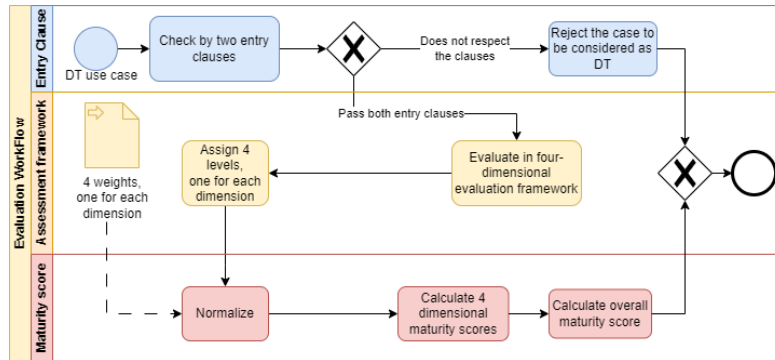 Evaluation WorkFlow
Entry Clause
DT use case
Check by two entry
clauses
Does not respect
the clauses
Reject the case to
be considered as
DT
Pass both entry clauses
Assessment framework
4 weights,
one for each
dimension
Assign 4
levels,
one for each
dimension
Evaluate in four-
dimensional
evaluation framework
Maturity score
Normalize
Calculate 4
dimensional
maturity scores
Calculate overall
maturity score